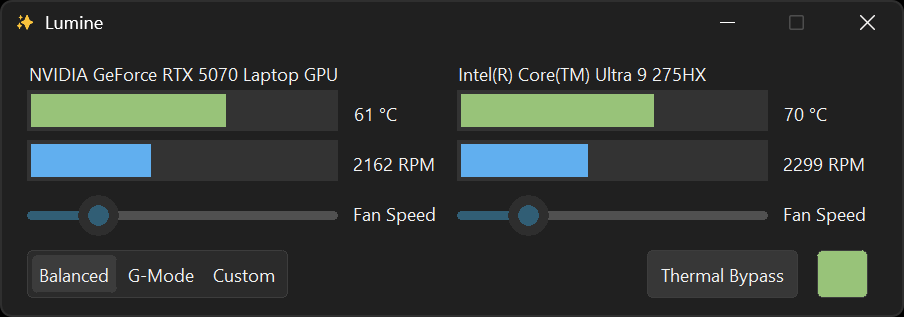 Lumine
NVIDIA GeForce RTX 5070 Laptop GPU
61 °C
2162 RPM
Fan Speed
Intel(R) Core(TM) Ultra 9 275HX
70 °C
2299 RPM
Fan Speed
Balanced G-Mode Custom
Thermal Bypass